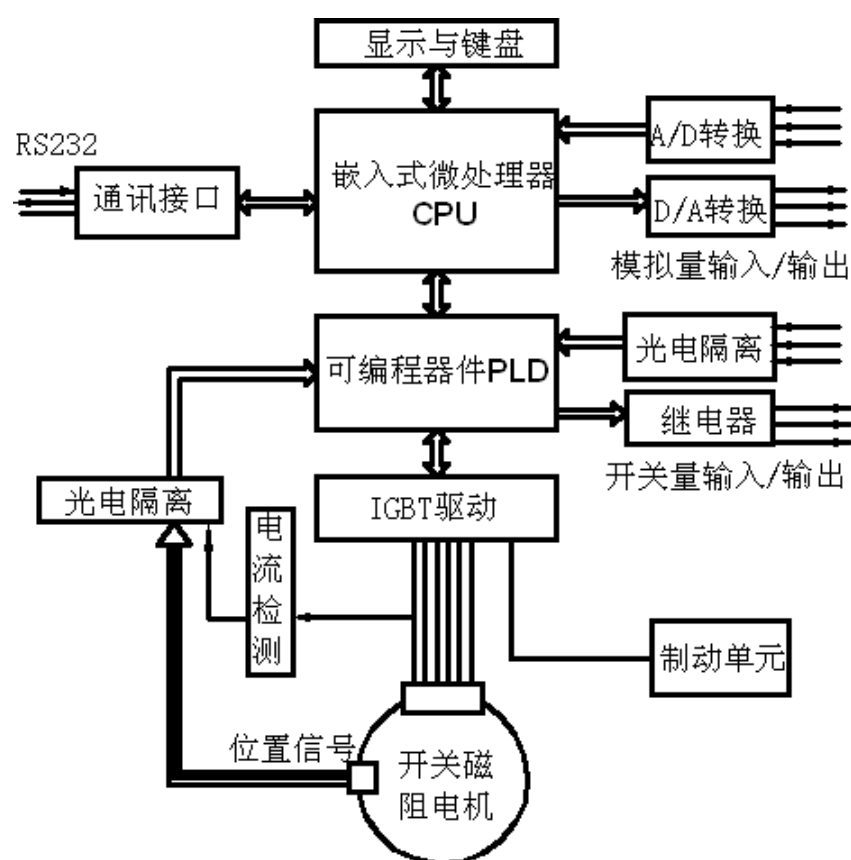 显示与键盘
RS232
通讯接口
嵌入式微处理器
CPU
A/D转换
D/A转换
模拟量输入/输出
可编程器件PLD
光电隔离
继电器
开关量输入/输出
光电隔离
IGBT驱动
电流检测
制动单元
位置信号
开关磁
阻电机